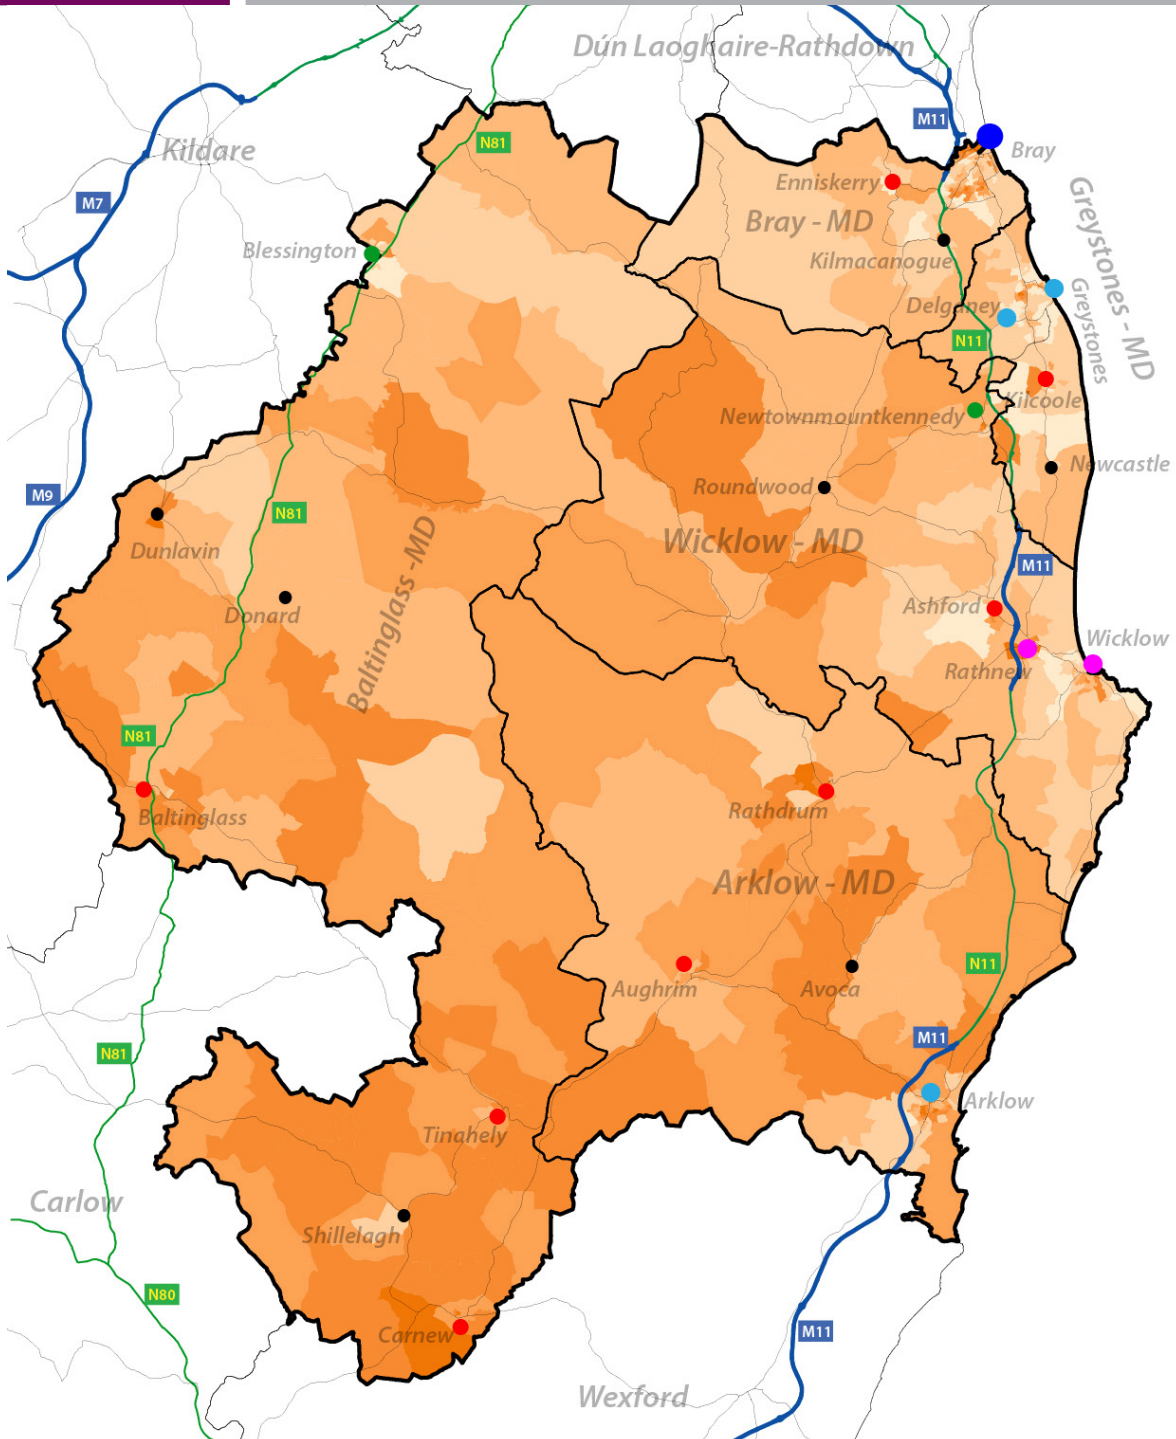 Dún Laoghaire-Rathdown
M11
N81
Bray
Kildare
Enniskerry
M7
Greystones - MD
Bray - MD
Blessington
Kilmacanogue
Delganey
Greystones
N11
Kilcoole
Newtownmountkennedy
Newcastle
Roundwood
M9
N81
Wicklow - MD
Dunlavin
M11
Baltinglass -MD
Ashford
Donard
Wicklow
Rathnew
N81
Rathdrum
Baltinglass
Arklow - MD
N11
Aughrim
Avoca
M11
N81
Arklow
Tinahely
Carlow
Shillelagh
N80
M11
Carnew
Wexford